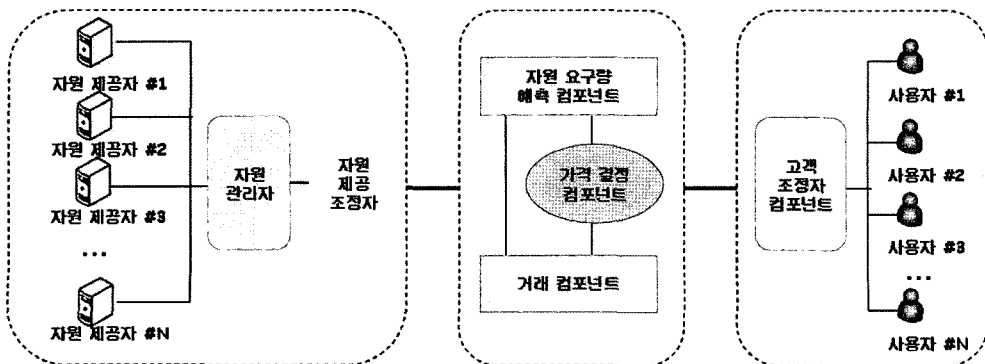 자원 제공자 #1
자원 제공자 #2
자원 제공자 #3
...
자원 제공자 #N
자원
관리자
자원
제공
조정자
자원 요구량
예측 컴포넌트
가격 결정
컴포넌트
거래 컴포넌트
고객
조정자
컴포넌트
사용자 #1
사용자 #2
사용자 #3
...
사용자 #N